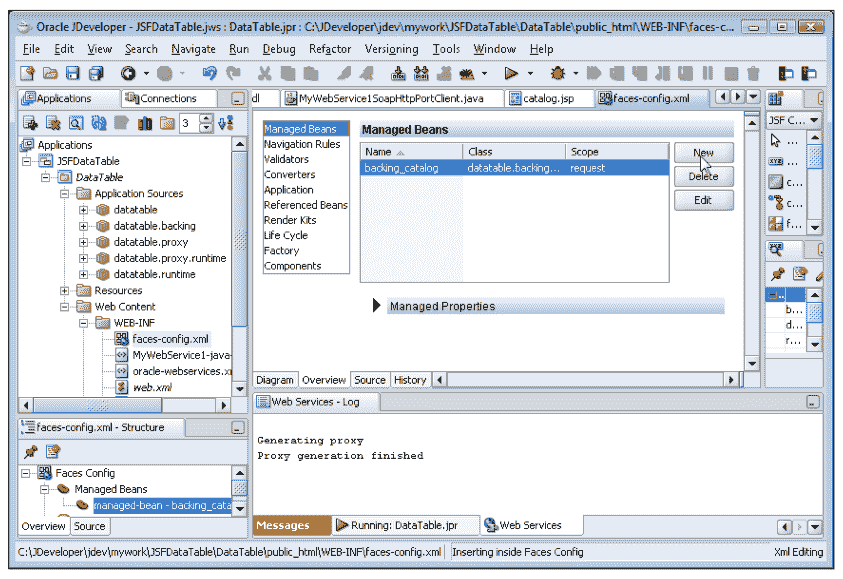 Oracle JDeveloper - JSFDataTable.jws : DataTable.jpr : C:\JDeveloper\jdev\mywork\JSFDataTable\DataTable\public_html\WEB-INF\faces-c...
File Edit View Search Navigate Run Debug Refactor Versioning Tools Window Help
Applications Connections
dl MyWebService1SoapHttpPortClient.java catalog.jsp faces-config.xml
3
Applications
JSFDataTable
DataTable
Application Sources
datatable
datatable.backing
datatable.proxy
datatable.proxy.runtime
datatable.runtime
Resources
Web Content
WEB-INF
faces-config.xml
MyWebService1-java-
oracle-webservices.x
web.xml
Managed Beans
Navigation Rules
Validators
Converters
Application
Referenced Beans
Render Kits
Life Cycle
Factory
Components
Managed Beans
Name Class Scope
backing_catalog datatable.backing... request
New
Delete
Edit
Managed Properties
Diagram Overview Source History
JSF C...
...
...
c...
c...
f...
b...
d...
r...
faces-config.xml - Structure
Faces Config
Managed Beans
managed-bean - backing_cata
Overview Source
Web Services - Log
Generating proxy
Proxy generation finished
Messages Running: DataTable.jpr Web Services
C:\JDeveloper\jdev\mywork\JSFDataTable\DataTable\public_html\WEB-INF\faces-config.xml Inserting inside Faces Config Xml Editing